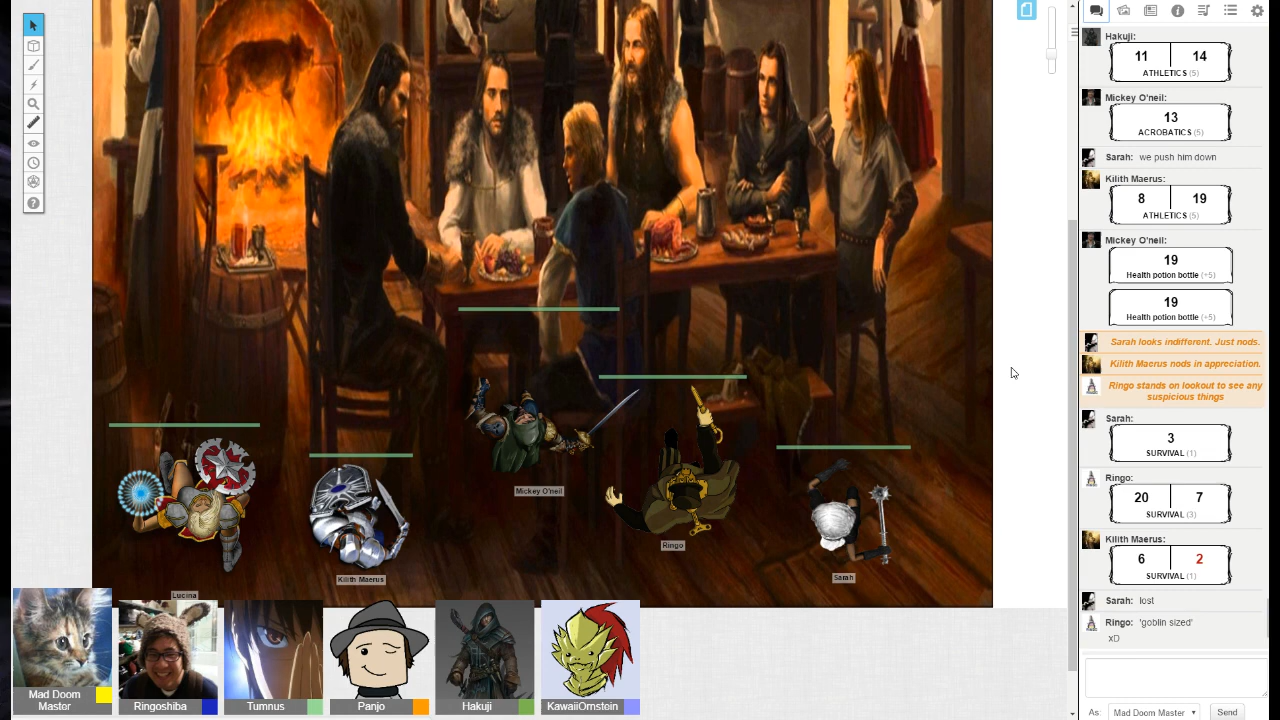 Mickey O'neil
Ringo
Kilith Maerus
Sarah
Lucina
Mad Doom
Master
Ringoshiba
Tumnus
Panjo
Hakuji
KawaiiOrnstein
Hakuji:
11 14
ATHLETICS (5)
Mickey O'neil:
13
ACROBATICS (5)
Sarah: we push him down
Kilith Maerus:
8 19
ATHLETICS (5)
Mickey O'neil:
19
Health potion bottle (+5)
19
Health potion bottle (+5)
Sarah looks indifferent. Just nods.
Kilith Maerus nods in appreciation.
Ringo stands on lookout to see any
suspicious things
Sarah:
3
SURVIVAL (1)
Ringo:
20 7
SURVIVAL (3)
Kilith Maerus:
6 2
SURVIVAL (1)
Sarah: lost
Ringo: 'goblin sized'
xD
As: Mad Doom Master Send